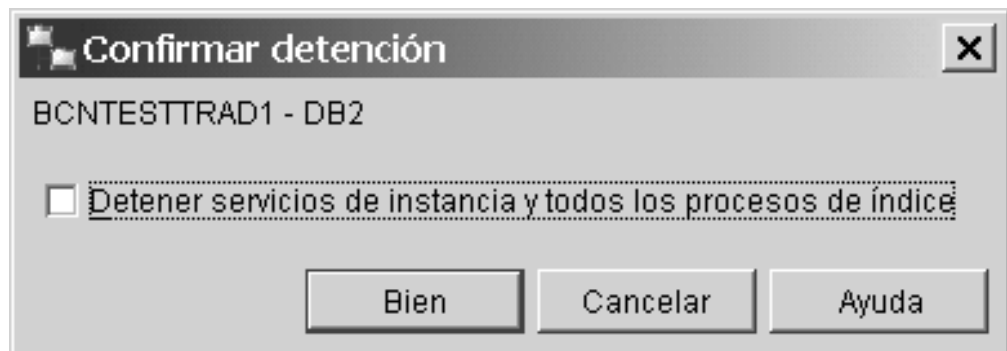 Confirmar detención
BCNTESTTRAD1 - DB2
Detener servicios de instancia y todos los procesos de índice
Bien Cancelar Ayuda